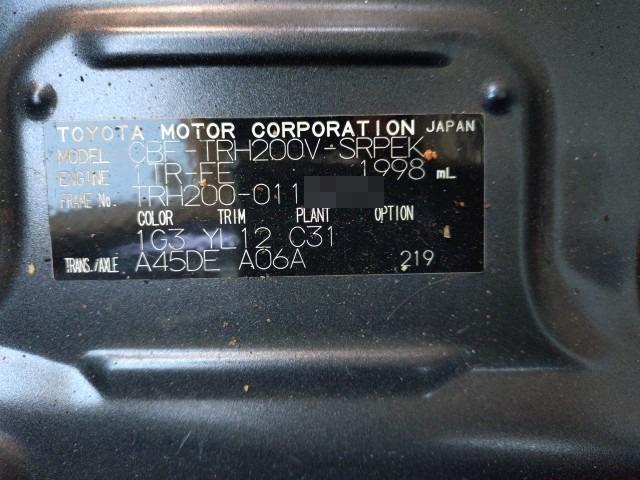 TOYOTA MOTOR CORPORATION JAPAN
MODEL CBF-TRH200V-SRPEK
ENGINE 1TR-FE 1998 mL
FRAME No. TRH200-011
COLOR TRIM PLANT OPTION
1G3 YL12 C31
TRANS./AXLE A45DE A06A 219